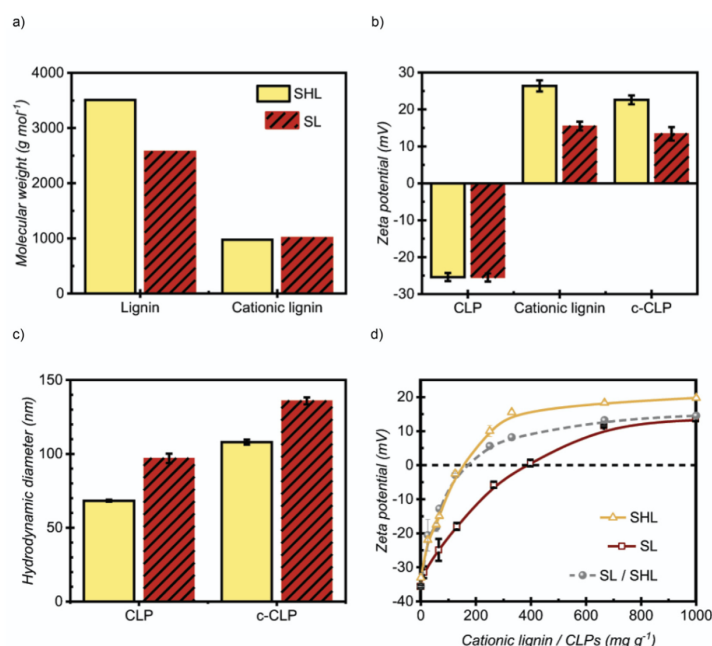 a)
4000
3000
2000
1000
0
Molecular weight (g mol⁻¹)
SHL
SL
Lignin
Cationic lignin
b)
30
20
10
0
-10
-20
-30
Zeta potential (mV)
CLP
Cationic lignin
c-CLP
c)
150
100
50
0
Hydrodynamic diameter (nm)
CLP
c-CLP
d)
20
10
0
-10
-20
-30
-40
Zeta potential (mV)
SHL
SL
SL / SHL
0
200
400
600
800
1000
Cationic lignin / CLPs (mg g⁻¹)